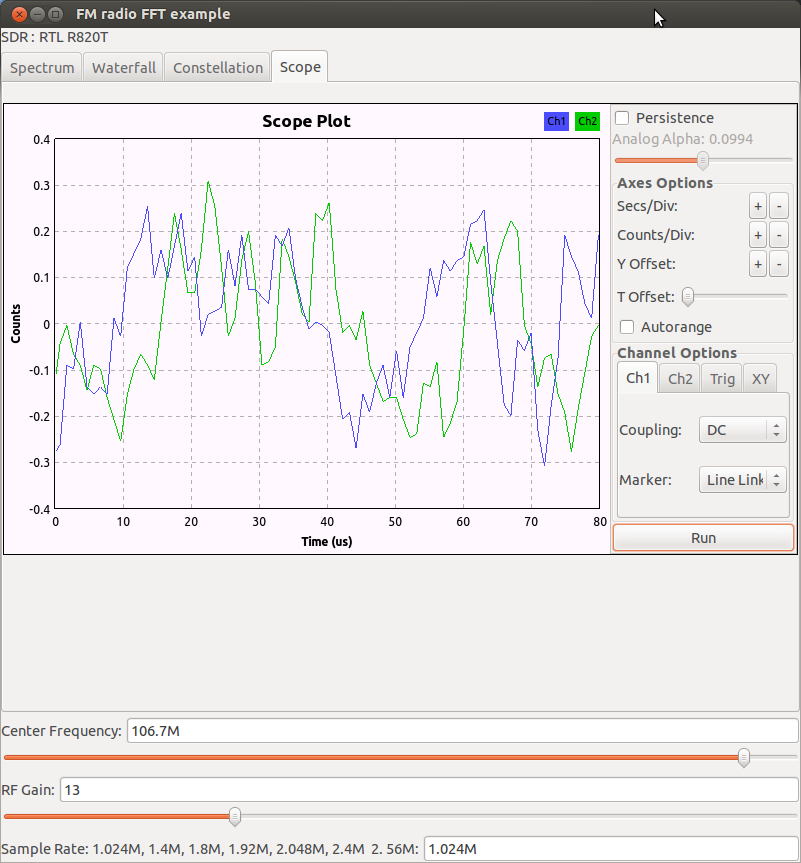 FM radio FFT example
SDR : RTL R820T
Spectrum Waterfall Constellation Scope
Scope Plot
Ch1 Ch2
0.4
0.3
0.2
0.1
0
-0.1
-0.2
-0.3
-0.4
Counts
0 10 20 30 40 50 60 70 80
Time (us)
Persistence
Analog Alpha: 0.0994
Axes Options
Secs/Div: + -
Counts/Div: + -
Y Offset: + -
T Offset:
Autorange
Channel Options
Ch1 Ch2 Trig XY
Coupling: DC
Marker: Line Link
Run
Center Frequency: 106.7M
RF Gain: 13
Sample Rate: 1.024M, 1.4M, 1.8M, 1.92M, 2.048M, 2.4M 2. 56M: 1.024M